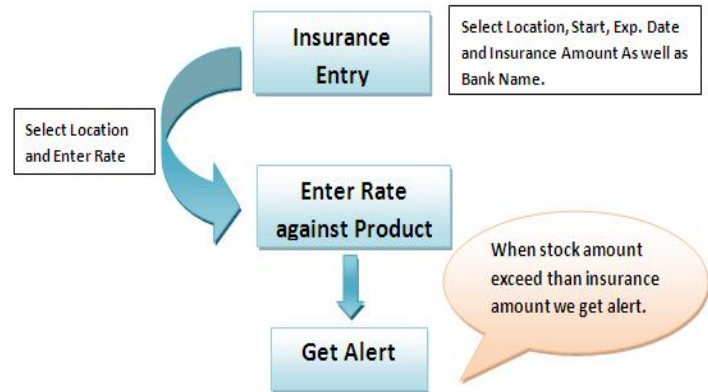 Insurance
Entry
Select Location, Start, Exp. Date
and Insurance Amount As well as
Bank Name.
Select Location
and Enter Rate
Enter Rate
against Product
When stock amount
exceed than insurance
amount we get alert.
Get Alert